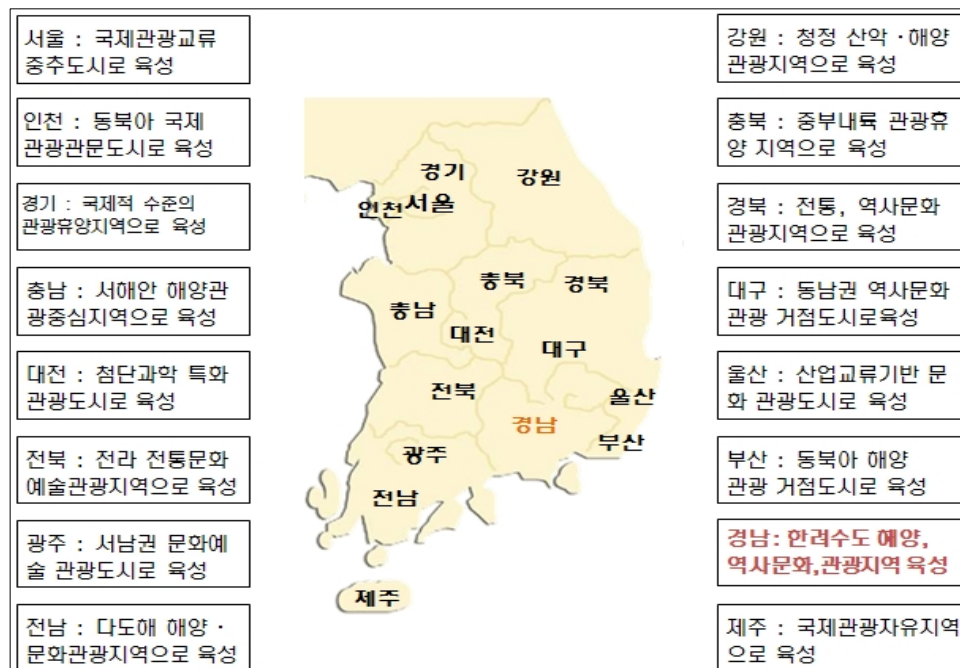 서울 : 국제관광교류
중추도시로 육성
인천 : 동북아 국제
관광관문도시로 육성
경기 : 국제적 수준의
관광휴양지역으로 육성
충남 : 서해안 해양관
광중심지역으로 육성
대전 : 첨단과학 특화
관광도시로 육성
전북 : 전라 전통문화
예술관광지역으로 육성
광주 : 서남권 문화예
술 관광도시로 육성
전남 : 다도해 해양 ·
문화관광지역으로 육성
경기
강원
인천 서울
충북
경북
충남
대전
대구
전북
울산
경남
부산
광주
전남
제주
강원 : 청정 산악 · 해양
관광지역으로 육성
충북 : 중부내륙 관광휴
양 지역으로 육성
경북 : 전통, 역사문화
관광지역으로 육성
대구 : 동남권 역사문화
관광 거점도시로육성
울산 : 산업교류기반 문
화 관광도시로 육성
부산 : 동북아 해양
관광 거점도시로 육성
경남: 한려수도 해양,
역사문화,관광지역 육성
제주 : 국제관광자유지역
으로 육성